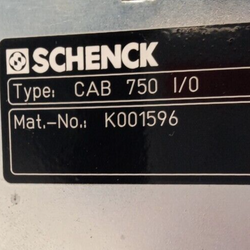 SCHENCK
Type: CAB 750 I/O
Mat.-No.: K001596